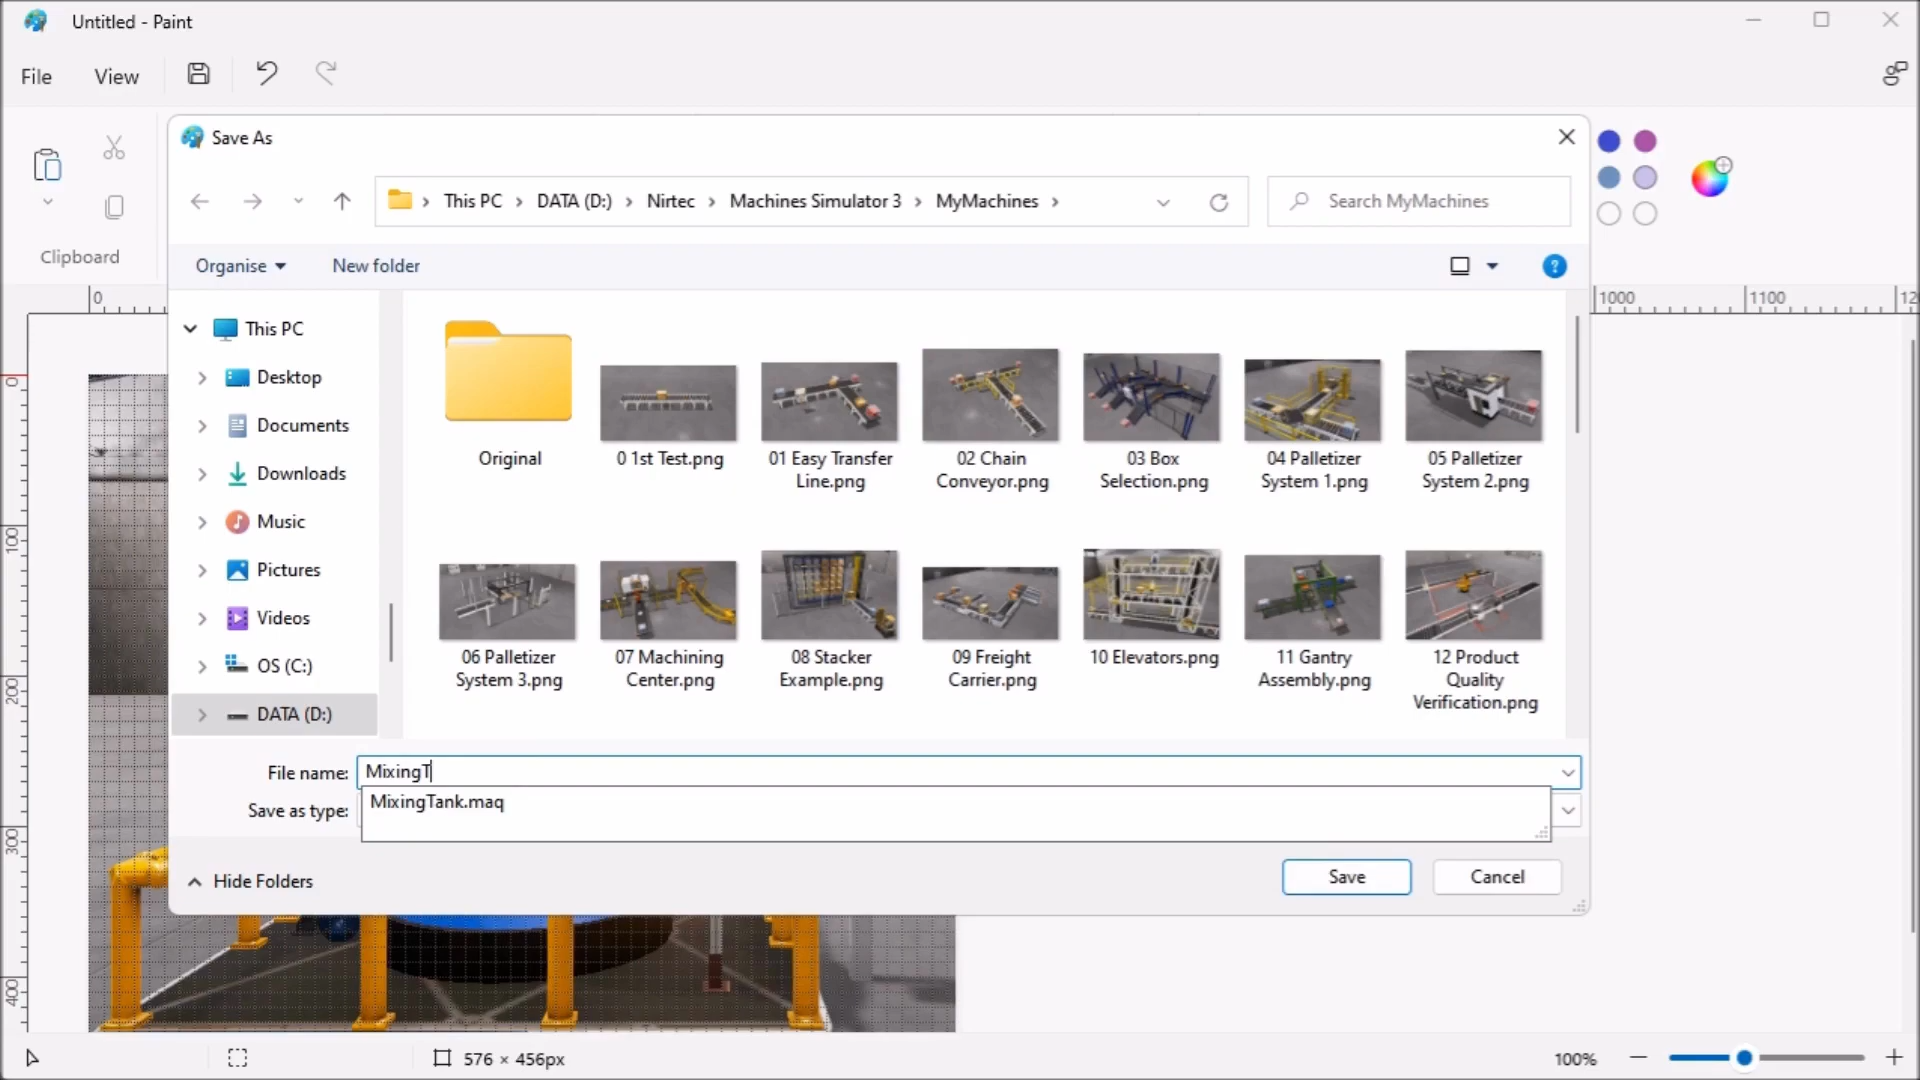 Untitled - Paint
File
View
Clipboard
Save As
This PC
DATA (D:)
Nirtec
Machines Simulator 3
MyMachines
Search MyMachines
Organise
New folder
?
0
1000
1100
12
This PC
Desktop
Documents
Downloads
Music
Pictures
Videos
OS (C:)
DATA (D:)
Original
0 1st Test.png
01 Easy Transfer
Line.png
02 Chain
Conveyor.png
03 Box
Selection.png
04 Palletizer
System 1.png
05 Palletizer
System 2.png
06 Palletizer
System 3.png
07 Machining
Center.png
08 Stacker
Example.png
09 Freight
Carrier.png
10 Elevators.png
11 Gantry
Assembly.png
12 Product
Quality
Verification.png
0
100
200
300
400
File name:
MixingT
MixingTank.maq
Save as type:
Hide Folders
Save
Cancel
576 × 456px
100%